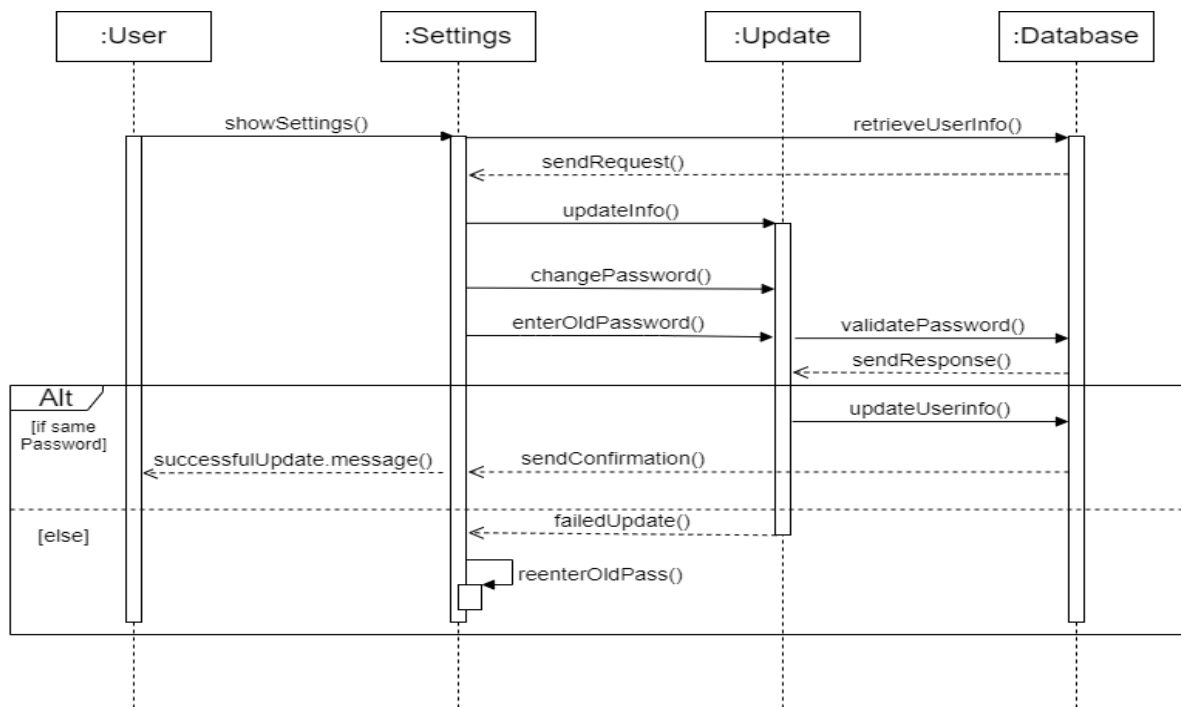 :User
:Settings
:Update
:Database
showSettings()
retrieveUserInfo()
sendRequest()
updateInfo()
changePassword()
enterOldPassword()
validatePassword()
sendResponse()
Alt
[if same
Password]
updateUserinfo()
successfulUpdate.message()
sendConfirmation()
[else]
failedUpdate()
reenterOldPass()